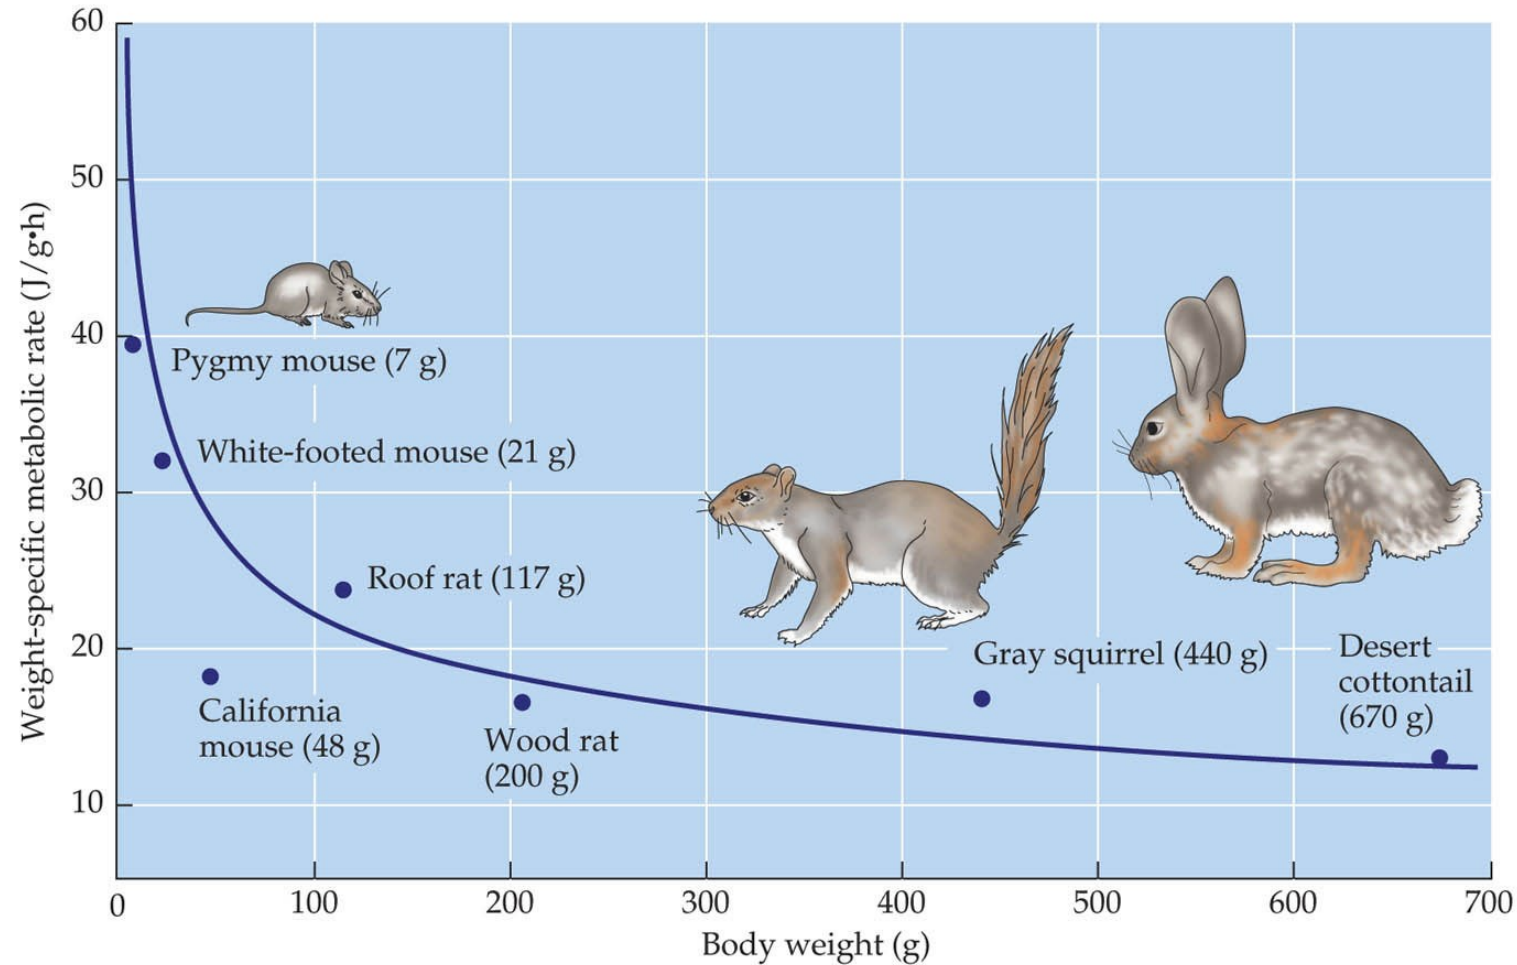 60
50
40
30
20
10
Weight-specific metabolic rate (J/g•h)
Pygmy mouse (7 g)
White-footed mouse (21 g)
Roof rat (117 g)
California
mouse (48 g)
Wood rat
(200 g)
Gray squirrel (440 g)
Desert
cottontail
(670 g)
0 100 200 300 400 500 600 700
Body weight (g)